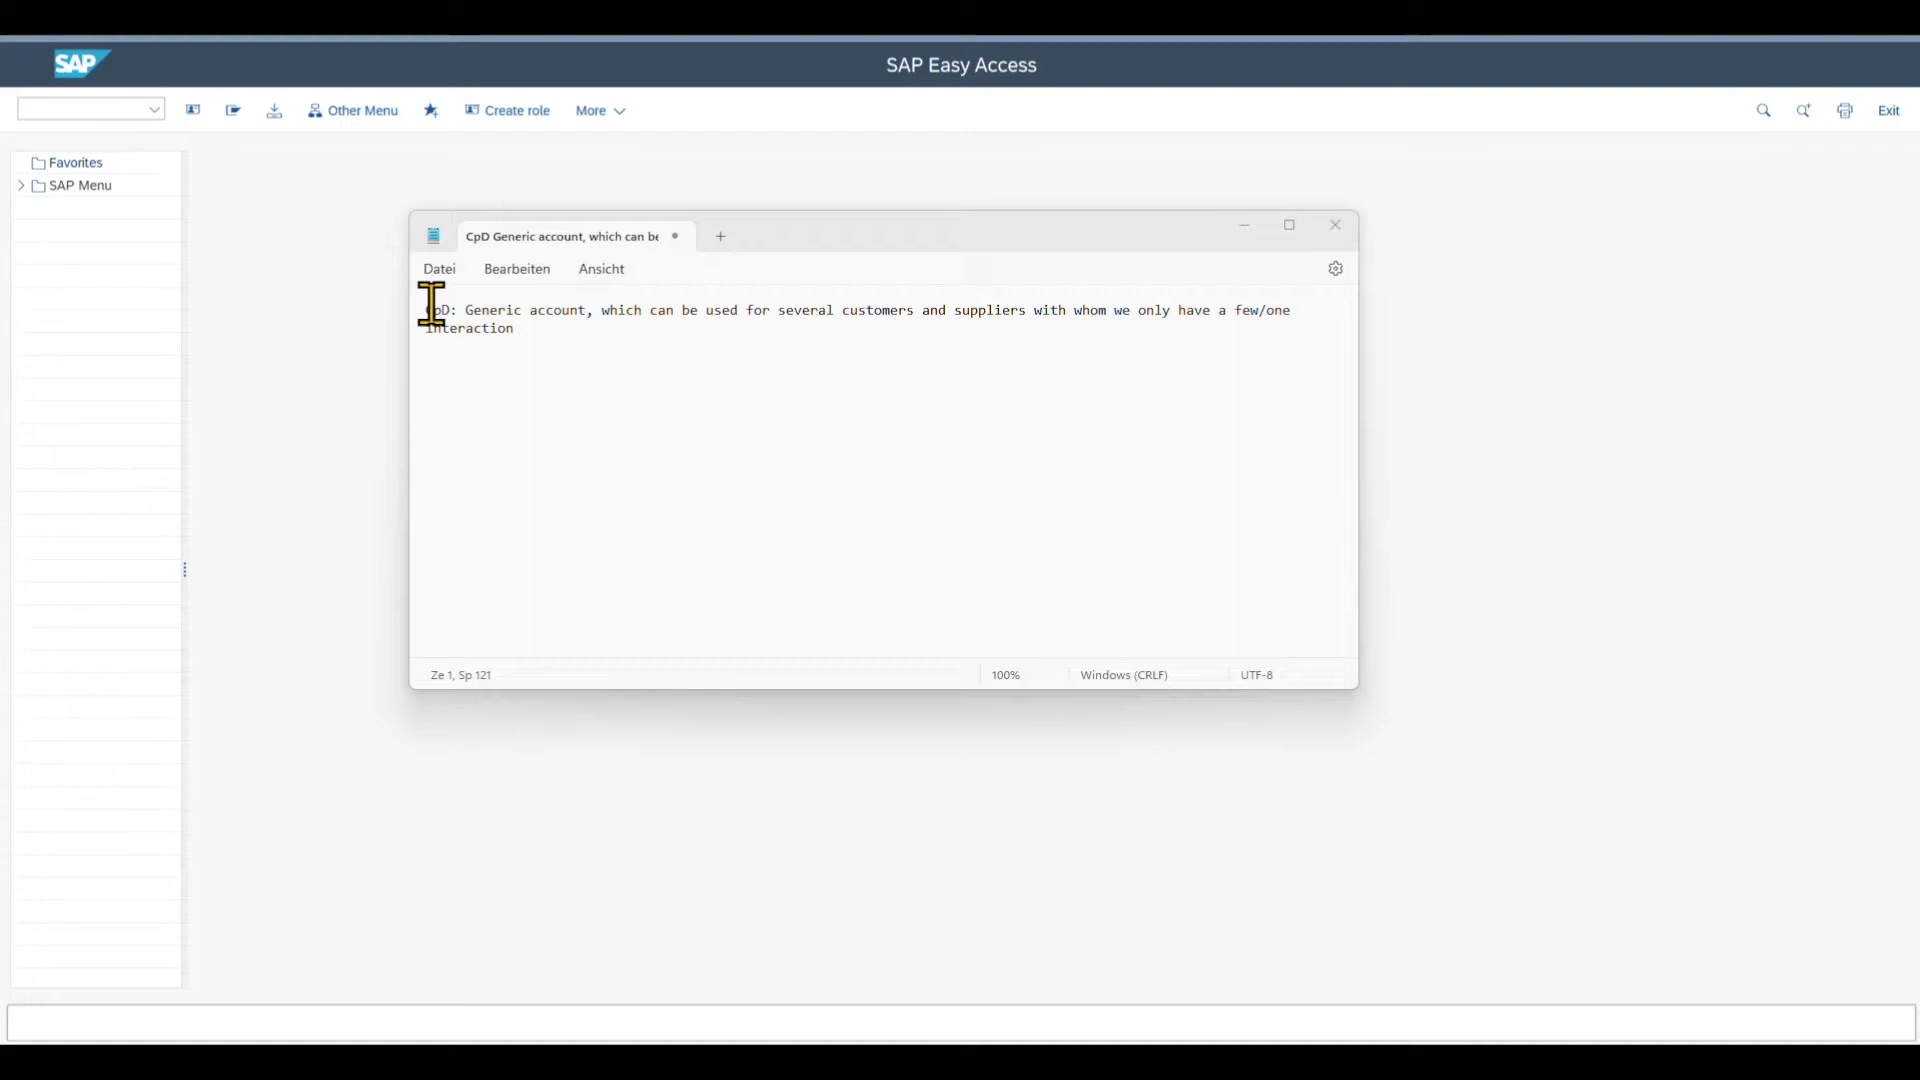 SAP
SAP Easy Access
Other Menu
Create role
More
Exit
Favorites
SAP Menu
CpD Generic account, which can be
Datei
Bearbeiten
Ansicht
CpD: Generic account, which can be used for several customers and suppliers with whom we only have a few/one
interaction
Ze 1, Sp 121
100%
Windows (CRLF)
UTF-8